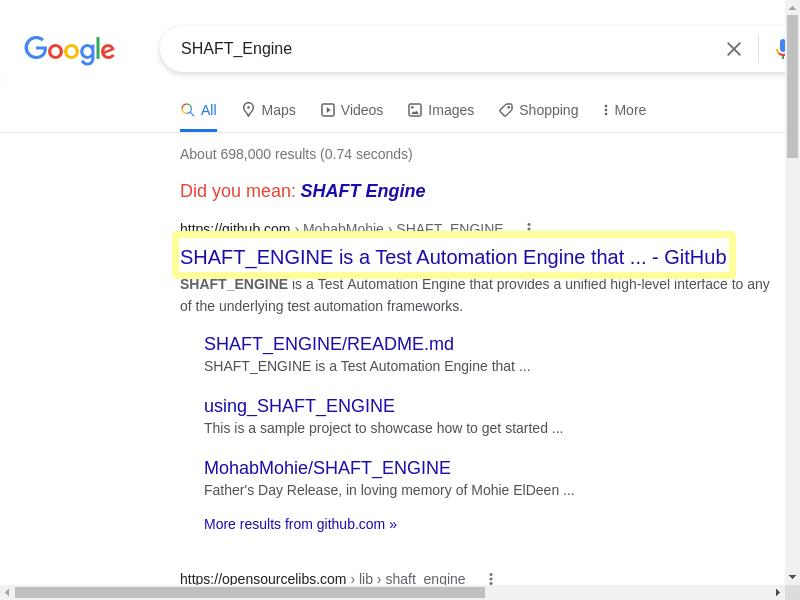 Google
SHAFT_Engine
All
Maps
Videos
Images
Shopping
More
About 698,000 results (0.74 seconds)
Did you mean: SHAFT Engine
https://github.com › MohabMohie › SHAFT_ENGINE
SHAFT_ENGINE is a Test Automation Engine that ... - GitHub
SHAFT_ENGINE is a Test Automation Engine that provides a unified high-level interface to any
of the underlying test automation frameworks.
SHAFT_ENGINE/README.md
SHAFT_ENGINE is a Test Automation Engine that ...
using_SHAFT_ENGINE
This is a sample project to showcase how to get started ...
MohabMohie/SHAFT_ENGINE
Father's Day Release, in loving memory of Mohie ElDeen ...
More results from github.com »
https://opensourcelibs.com › lib › shaft_engine